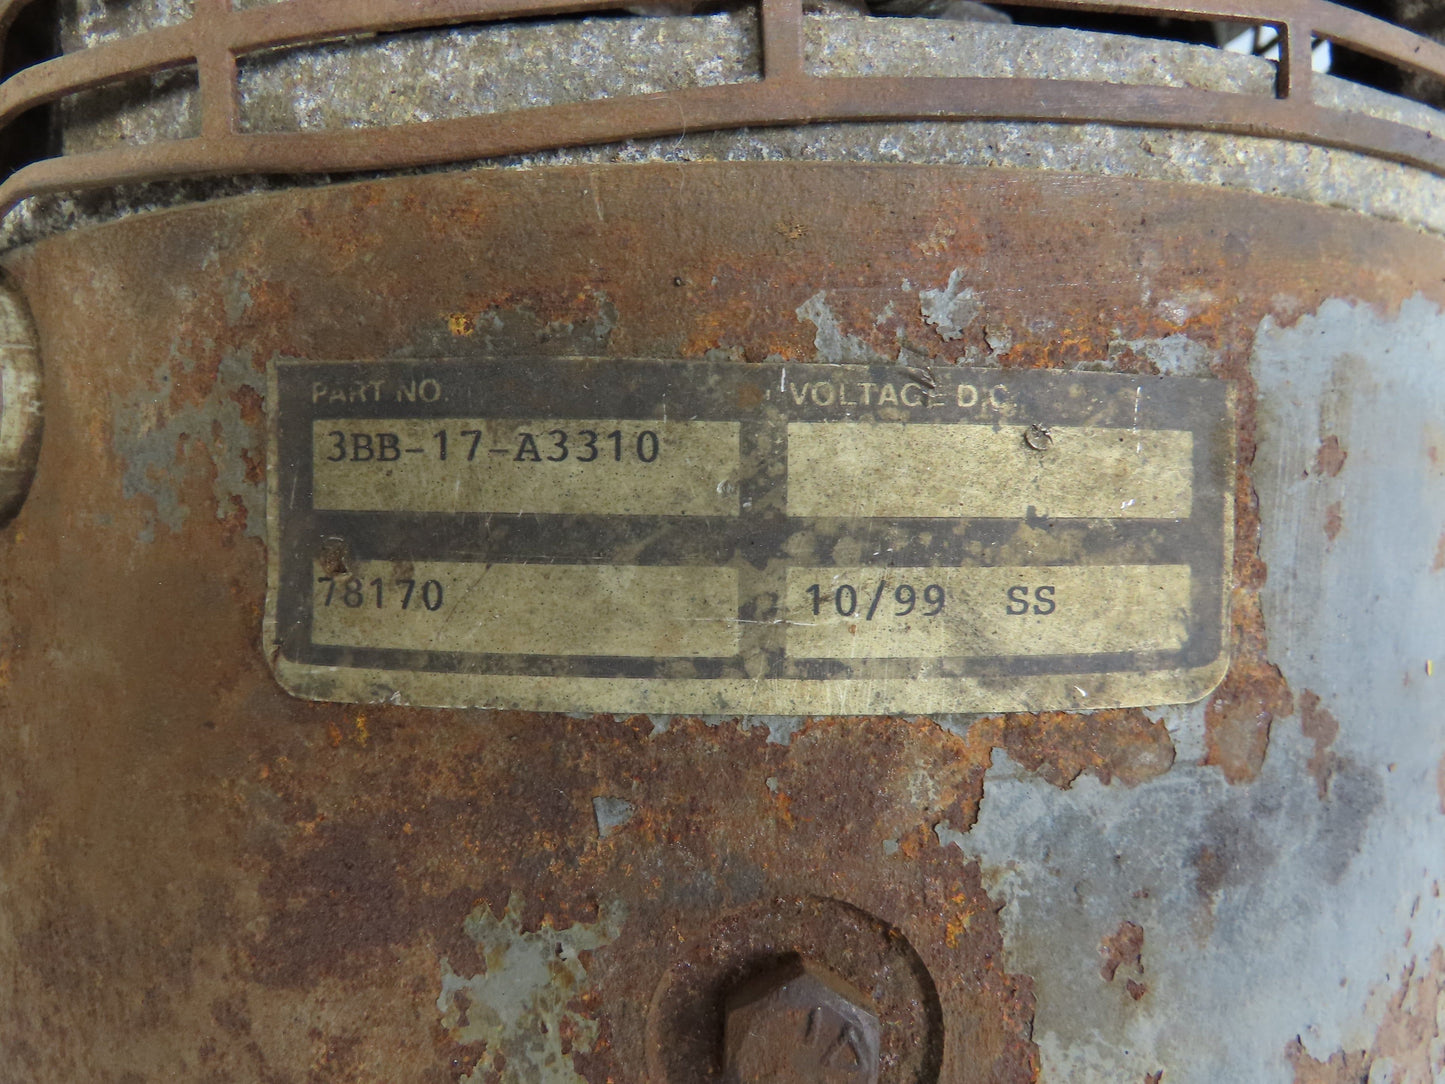 PART NO.
VOLTAGE D.C.
3BB-17-A3310
78170
10/99 SS